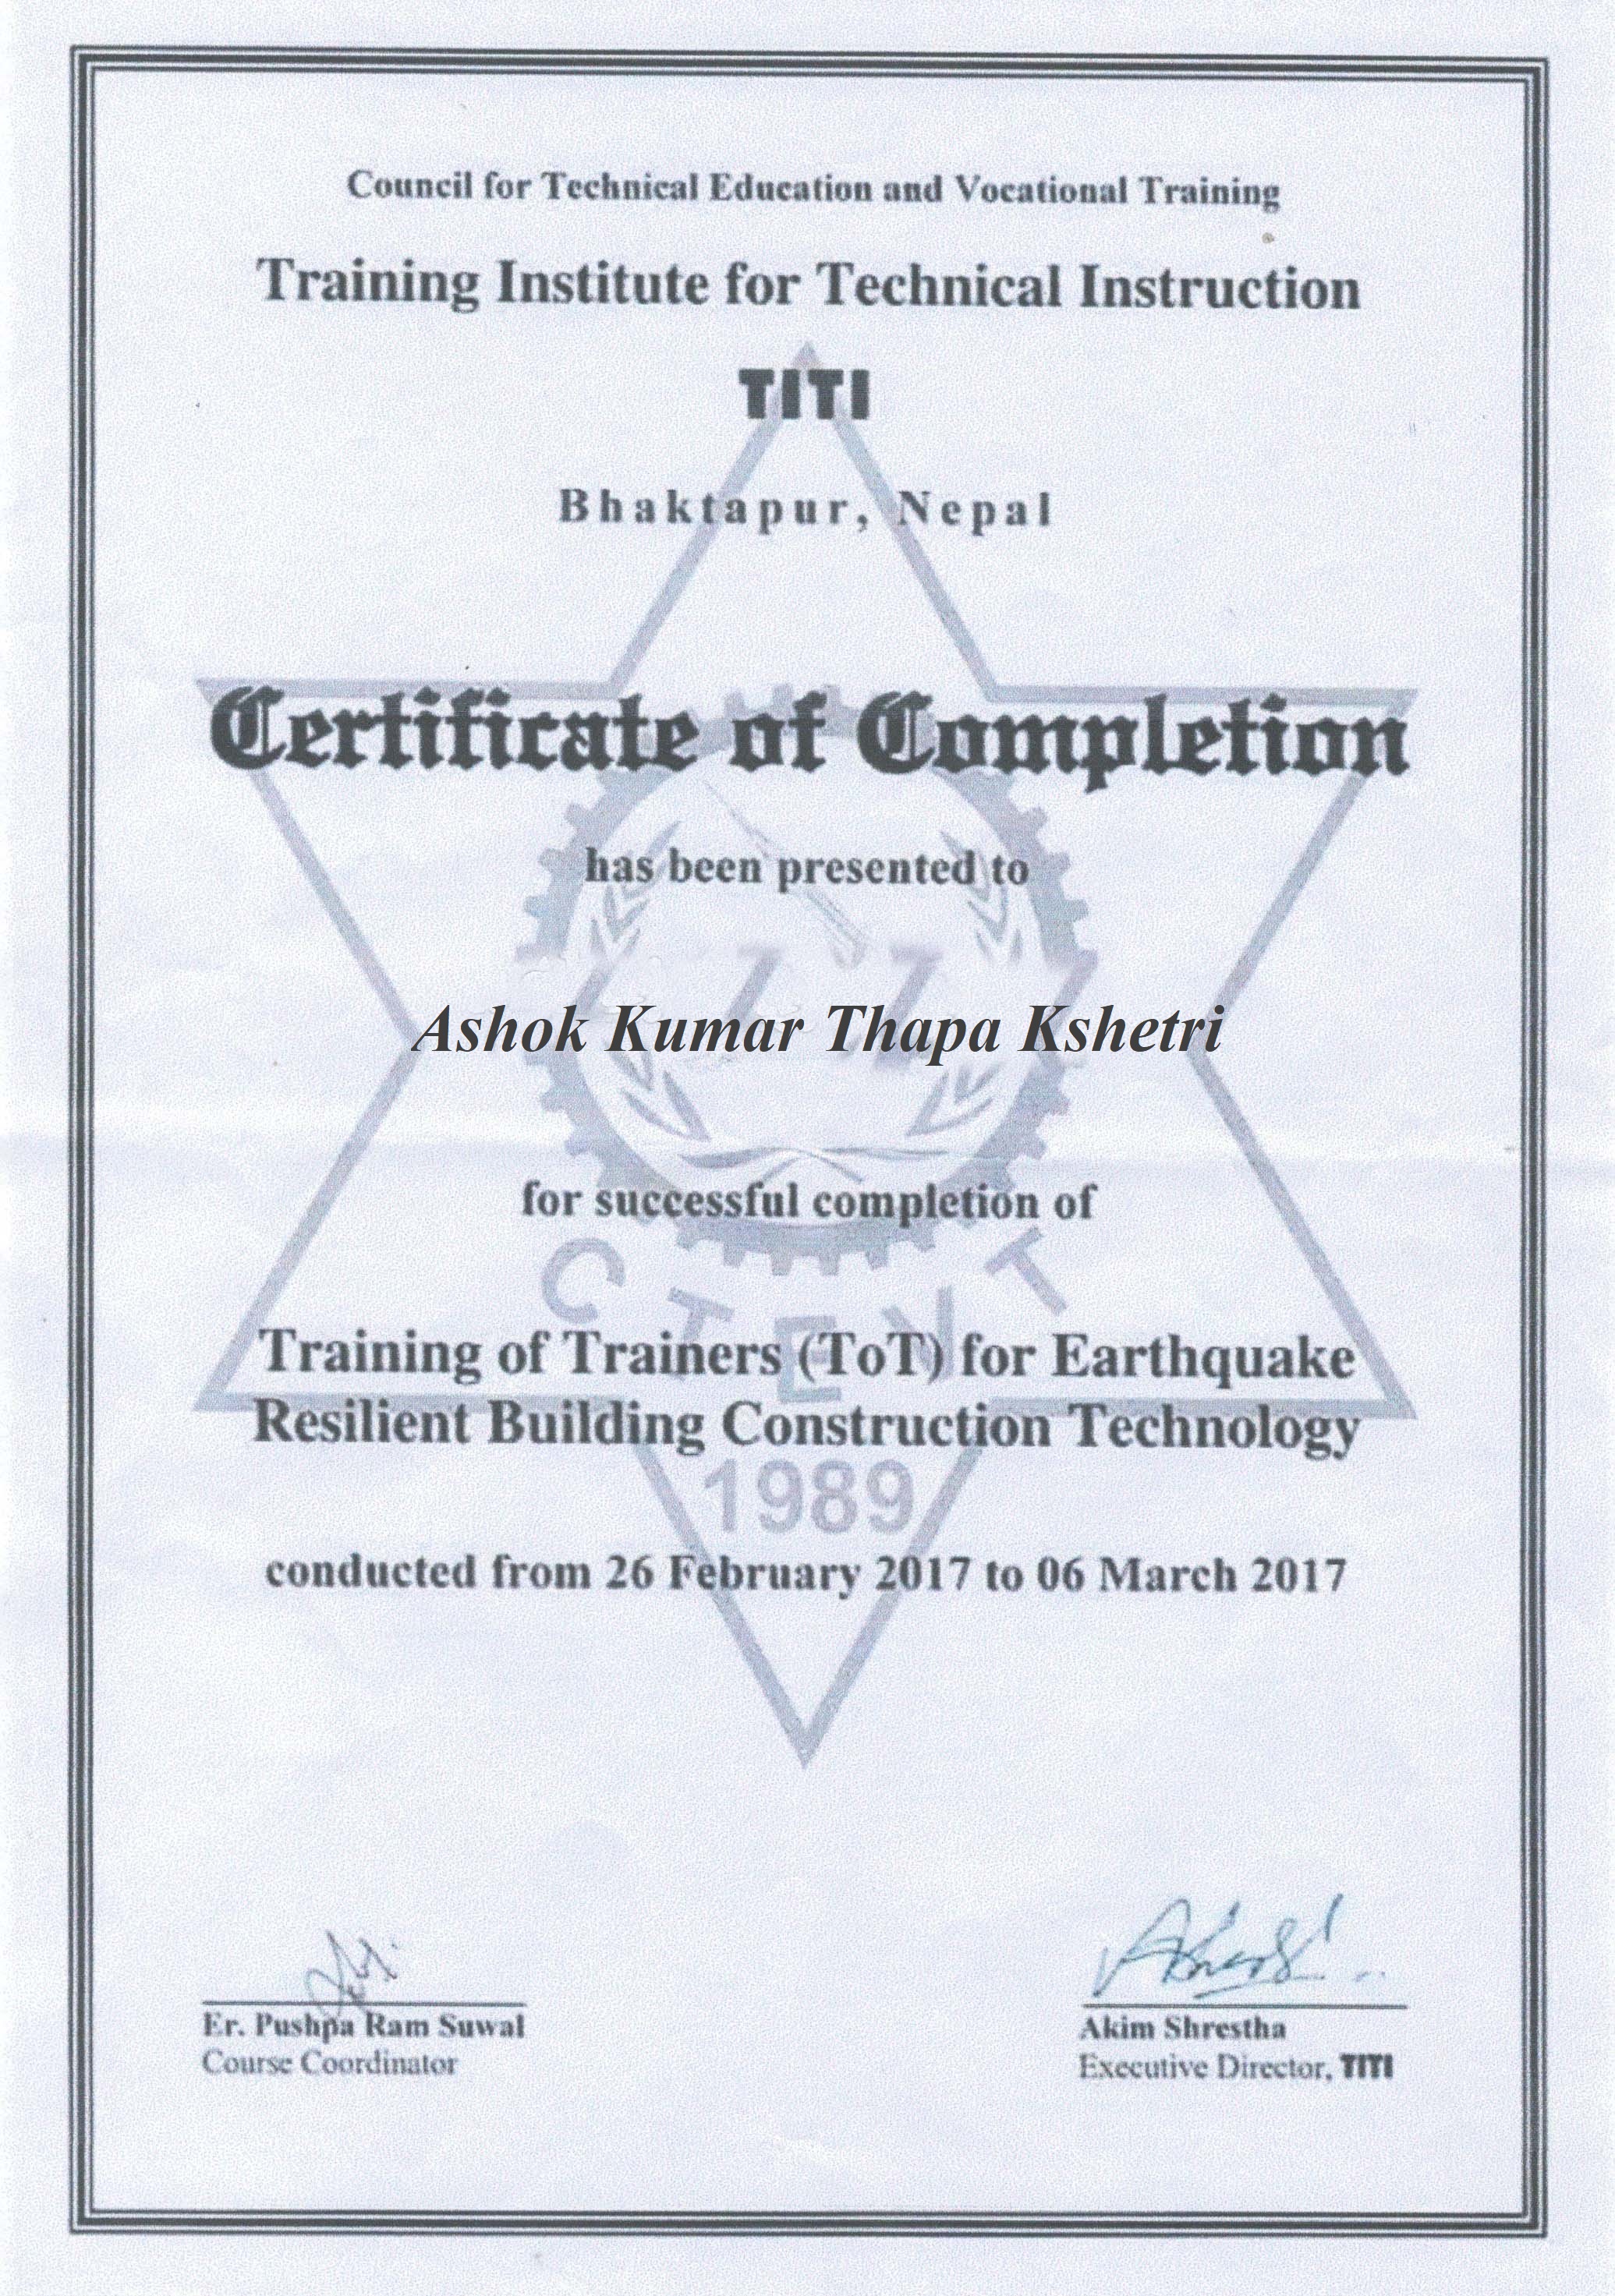 Council for Technical Education and Vocational Training
Training Institute for Technical Instruction
TITI
Bhaktapur, Nepal
Certificate of Completion
has been presented to
Ashok Kumar Thapa Kshetri
for successful completion of
CTEVT
Training of Trainers (ToT) for Earthquake
Resilient Building Construction Technology
1989
conducted from 26 February 2017 to 06 March 2017
Er. Pushpa Ram Suwal
Course Coordinator
Akim Shrestha
Executive Director, TITI